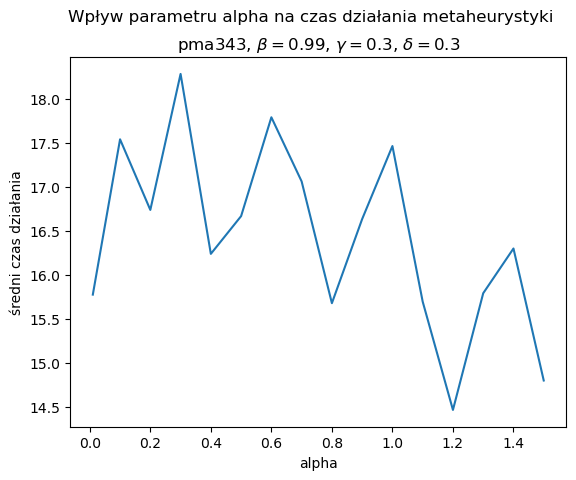 Wpływ parametru alpha na czas działania metaheurystyki
pma343, β = 0.99, γ = 0.3, δ = 0.3
średni czas działania
18.0
17.5
17.0
16.5
16.0
15.5
15.0
14.5
0.0 0.2 0.4 0.6 0.8 1.0 1.2 1.4
alpha